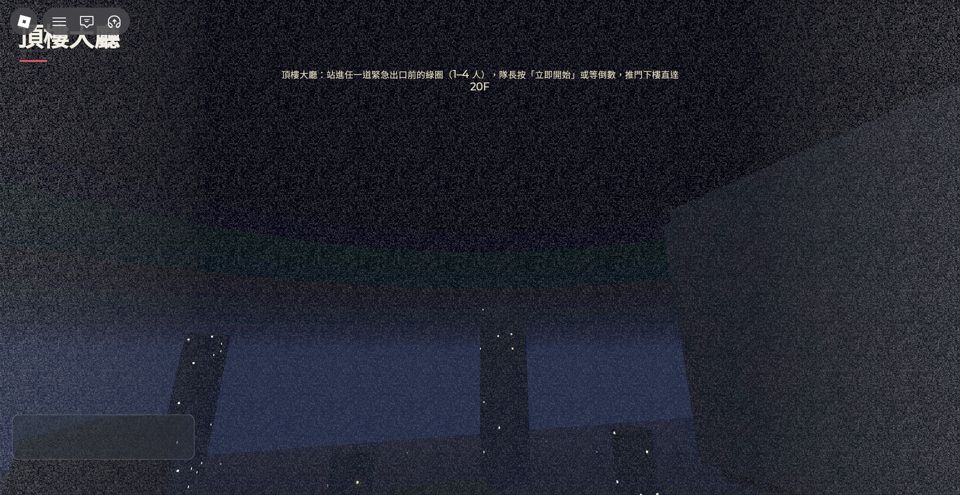 頂樓大廳
頂樓大廳：站進任一道緊急出口前的綠圈（1–4 人），隊長按「立即開始」或等倒數，推門下樓直達
20F